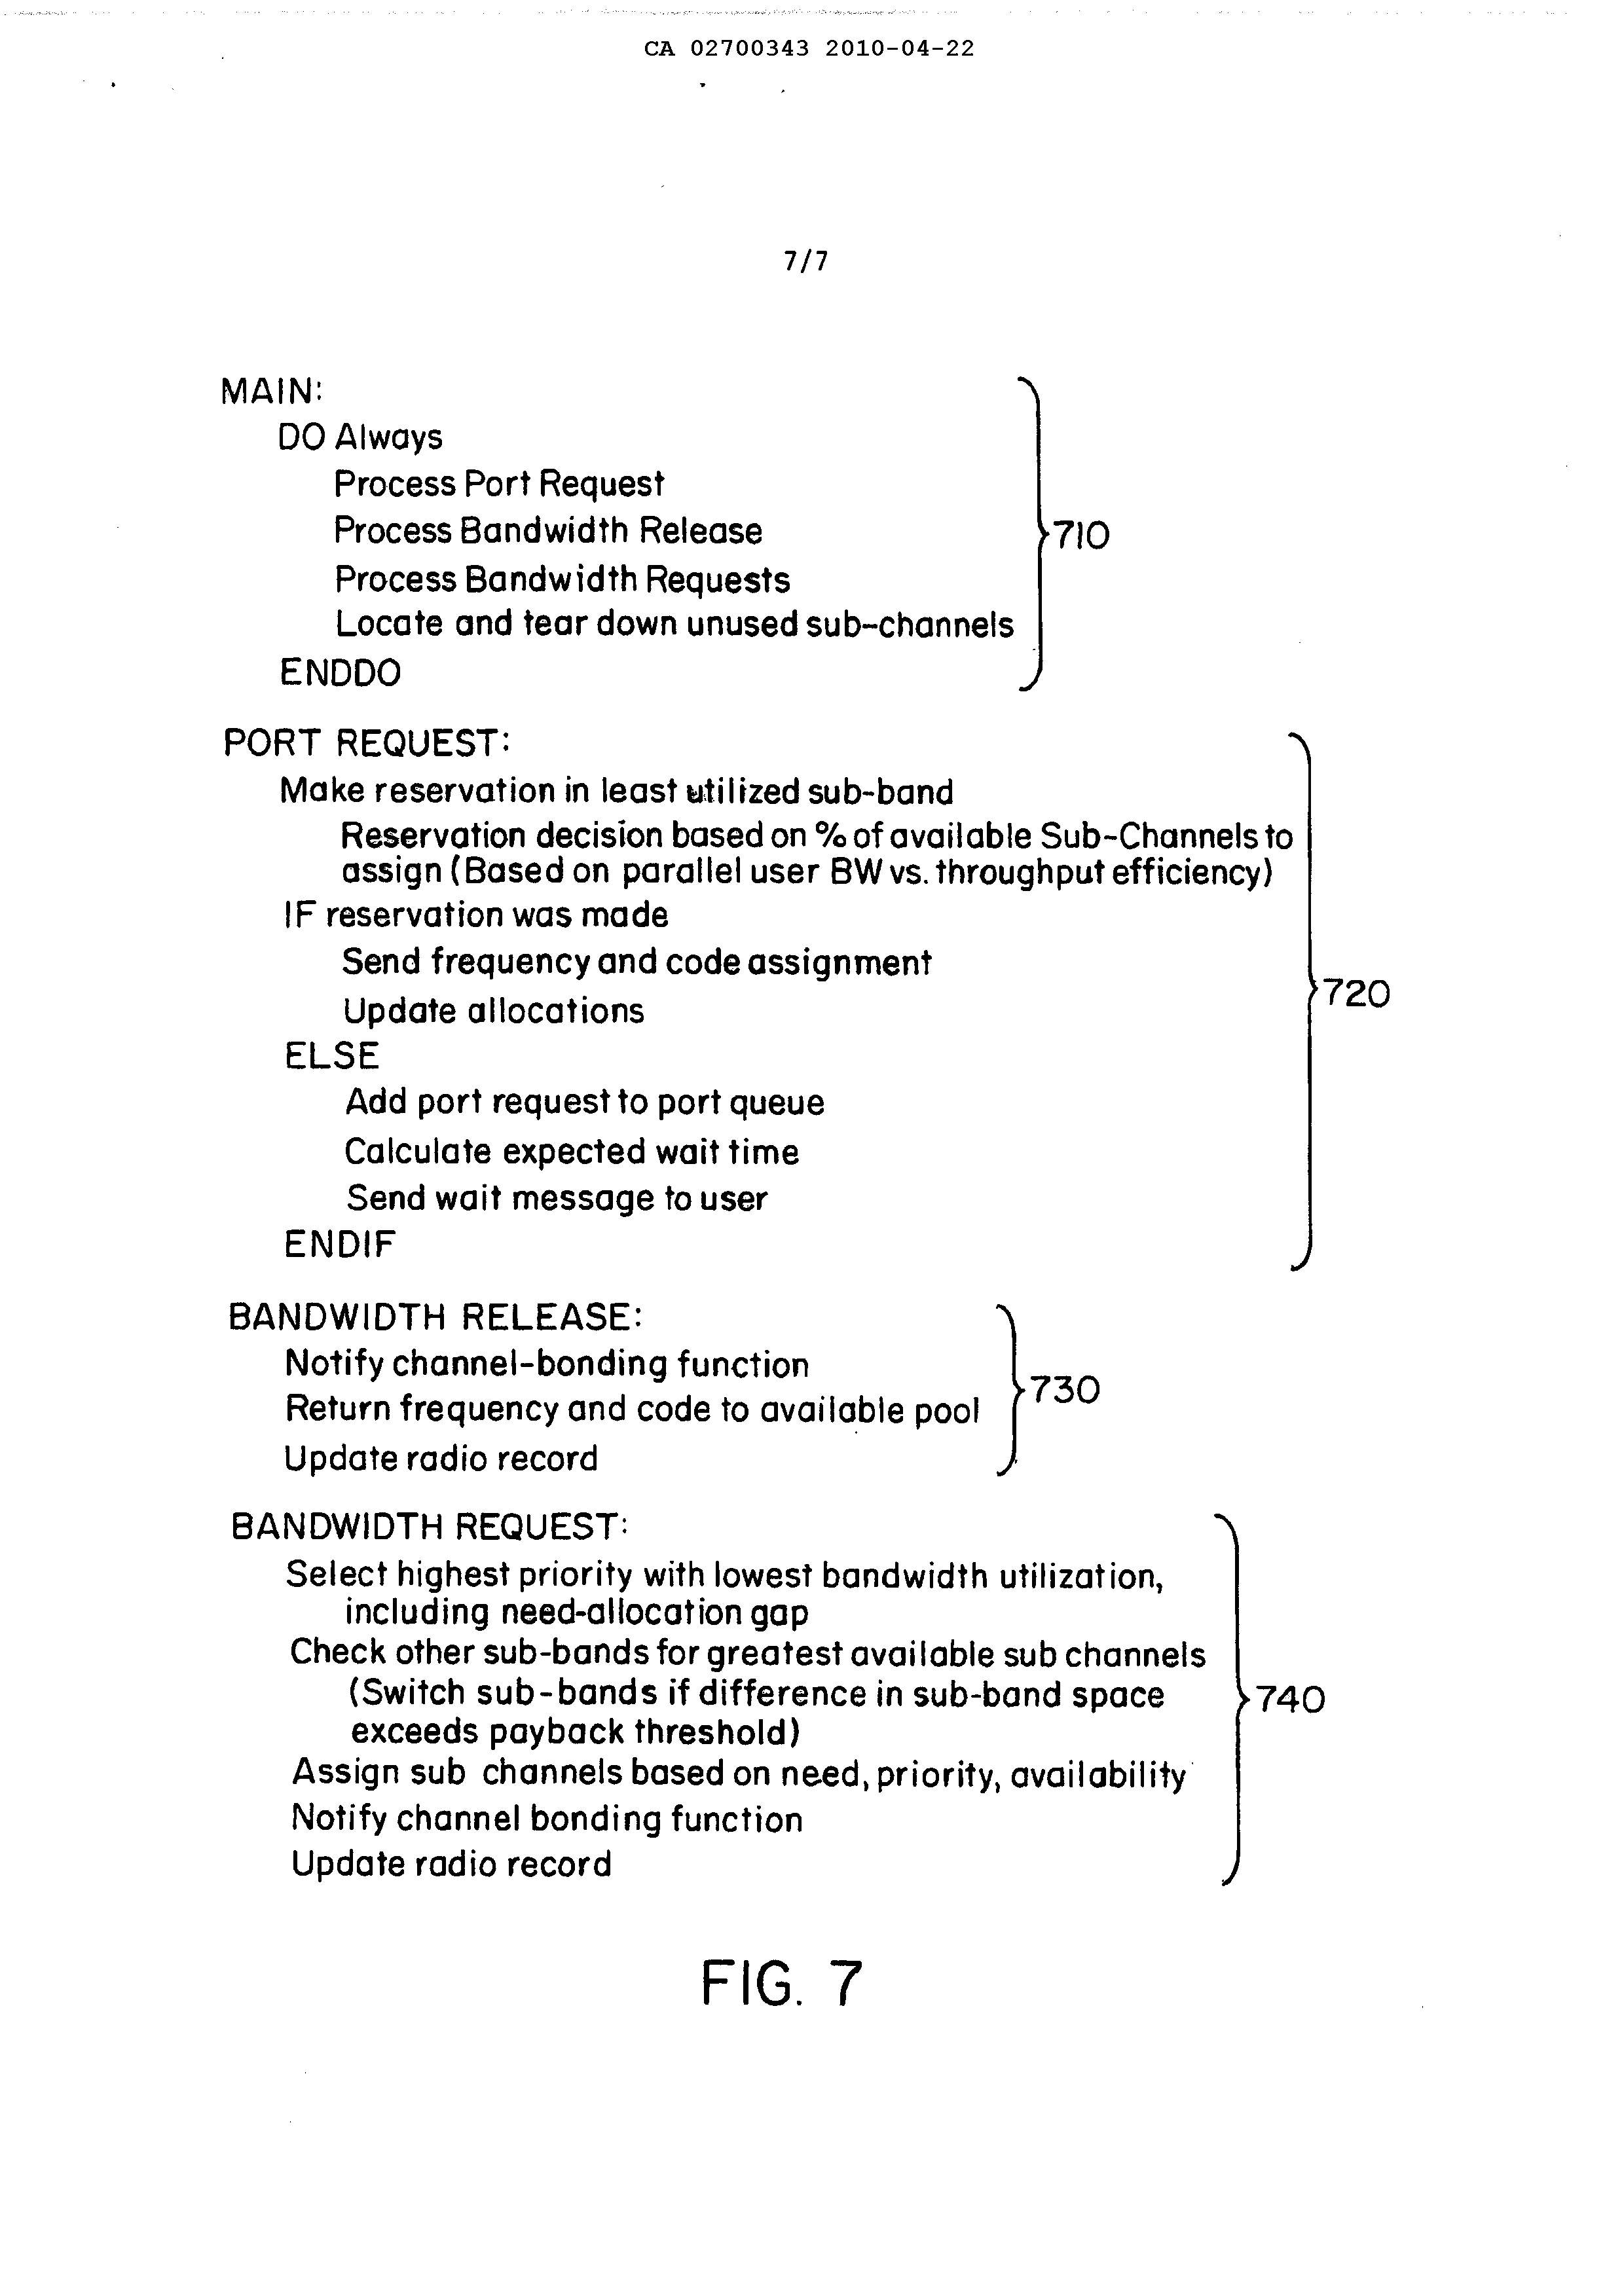 CA 02700343 2010-04-22
7/7
MAIN:
DO Always
Process Port Request
Process Bandwidth Release
Process Bandwidth Requests
Locate and tear down unused sub-channels
ENDDO
710
PORT REQUEST:
Make reservation in least utilized sub-band
Reservation decision based on % of available Sub-Channels to
assign (Based on parallel user BW vs. throughput efficiency)
IF reservation was made
Send frequency and code assignment
Update allocations
ELSE
Add port request to port queue
Calculate expected wait time
Send wait message to user
ENDIF
720
BANDWIDTH RELEASE:
Notify channel-bonding function
Return frequency and code to available pool
Update radio record
730
BANDWIDTH REQUEST:
Select highest priority with lowest bandwidth utilization,
including need-allocation gap
Check other sub-bands for greatest available sub channels
(Switch sub-bands if difference in sub-band space
exceeds payback threshold)
Assign sub channels based on need, priority, availability
Notify channel bonding function
Update radio record
740
FIG. 7